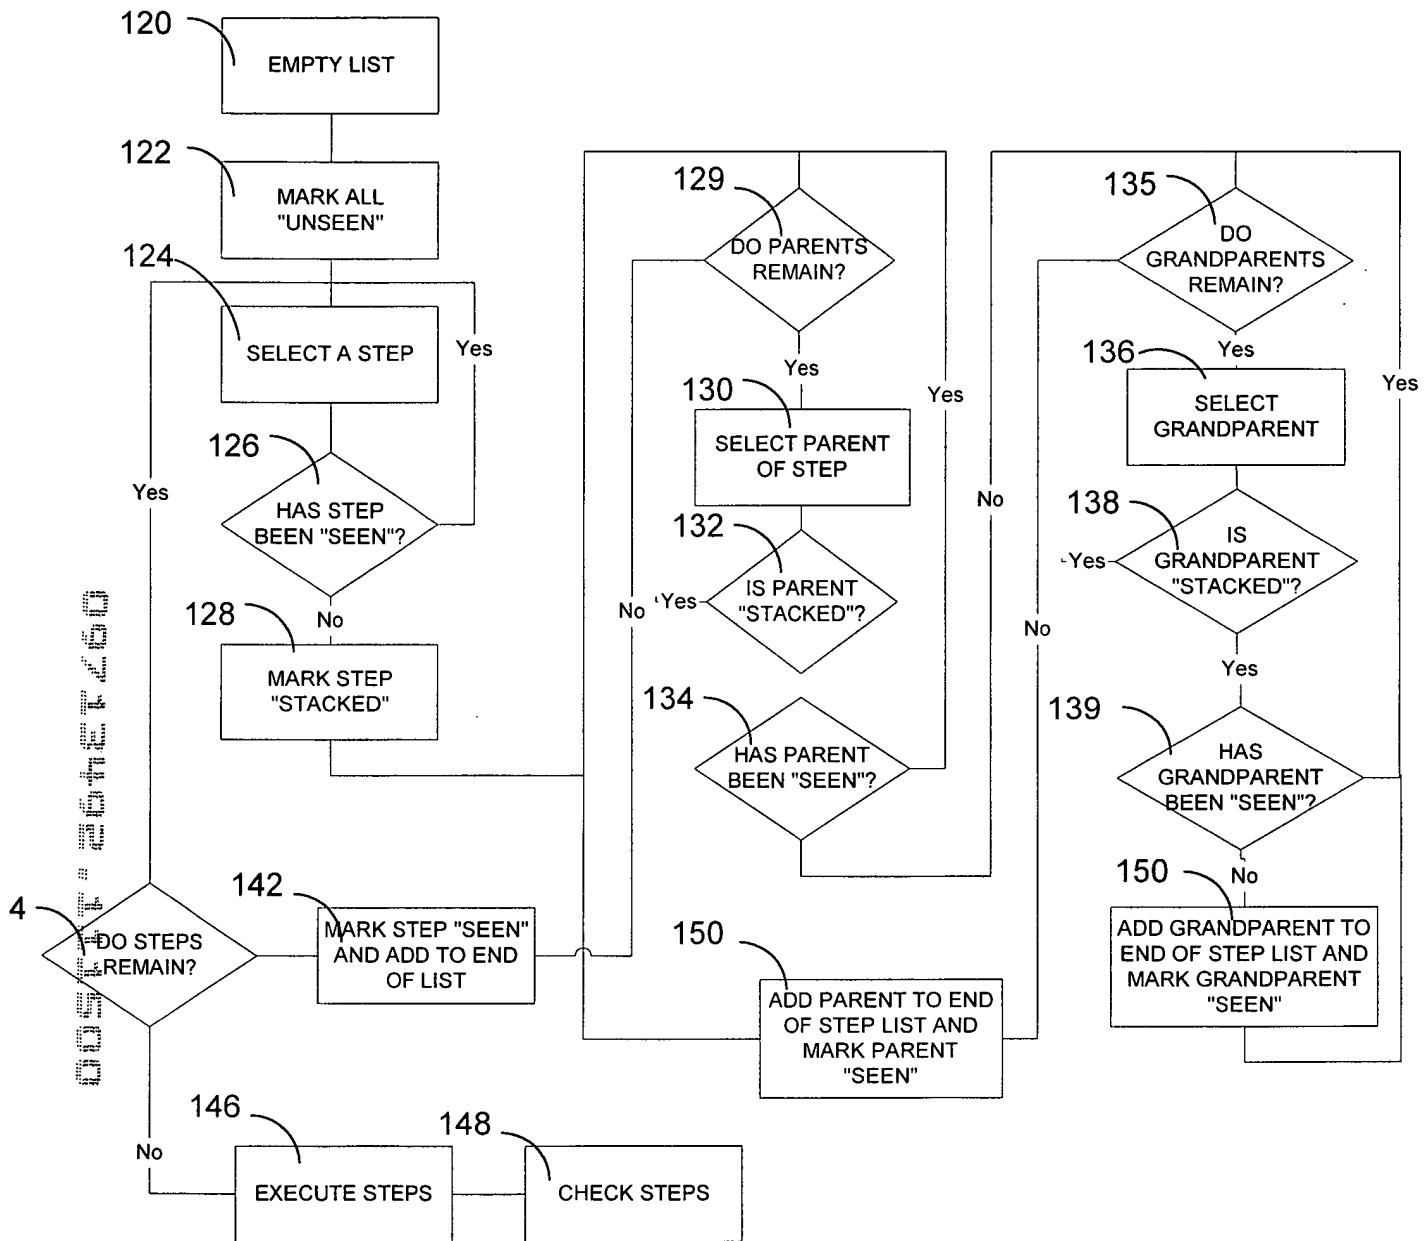 120
EMPTY LIST
122
MARK ALL
"UNSEEN"
124
SELECT A STEP
Yes
126
HAS STEP
BEEN "SEEN"?
Yes
No
128
MARK STEP
"STACKED"
129
DO PARENTS
REMAIN?
Yes
130
SELECT PARENT
OF STEP
Yes
132
IS PARENT
"STACKED"?
No
Yes
134
HAS PARENT
BEEN "SEEN"?
No
135
DO
GRANDPARENTS
REMAIN?
Yes
136
SELECT
GRANDPARENT
Yes
138
IS
GRANDPARENT
"STACKED"?
Yes
No
Yes
139
HAS
GRANDPARENT
BEEN "SEEN"?
No
150
ADD GRANDPARENT TO
END OF STEP LIST AND
MARK GRANDPARENT
"SEEN"
4
DO STEPS
REMAIN?
142
MARK STEP "SEEN"
AND ADD TO END
OF LIST
150
ADD PARENT TO END
OF STEP LIST AND
MARK PARENT
"SEEN"
No
146
EXECUTE STEPS
148
CHECK STEPS
09713492.111500